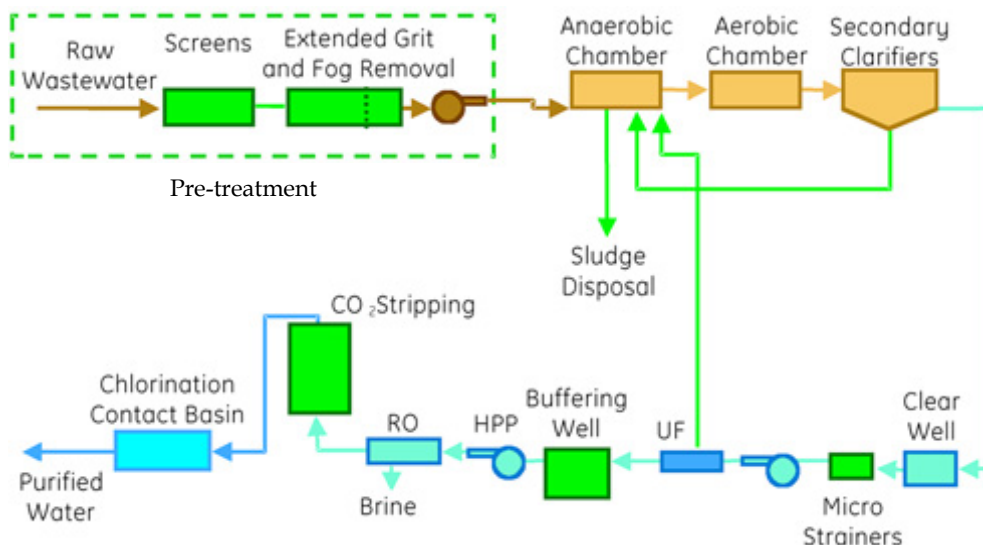 Raw
Wastewater
Screens
Extended Grit
and Fog Removal
Anaerobic
Chamber
Aerobic
Chamber
Secondary
Clarifiers
Pre-treatment
Sludge
Disposal
CO₂Stripping
Chlorination
Contact Basin
Purified
Water
RO
Brine
HPP
Buffering
Well
UF
Micro
Strainers
Clear
Well